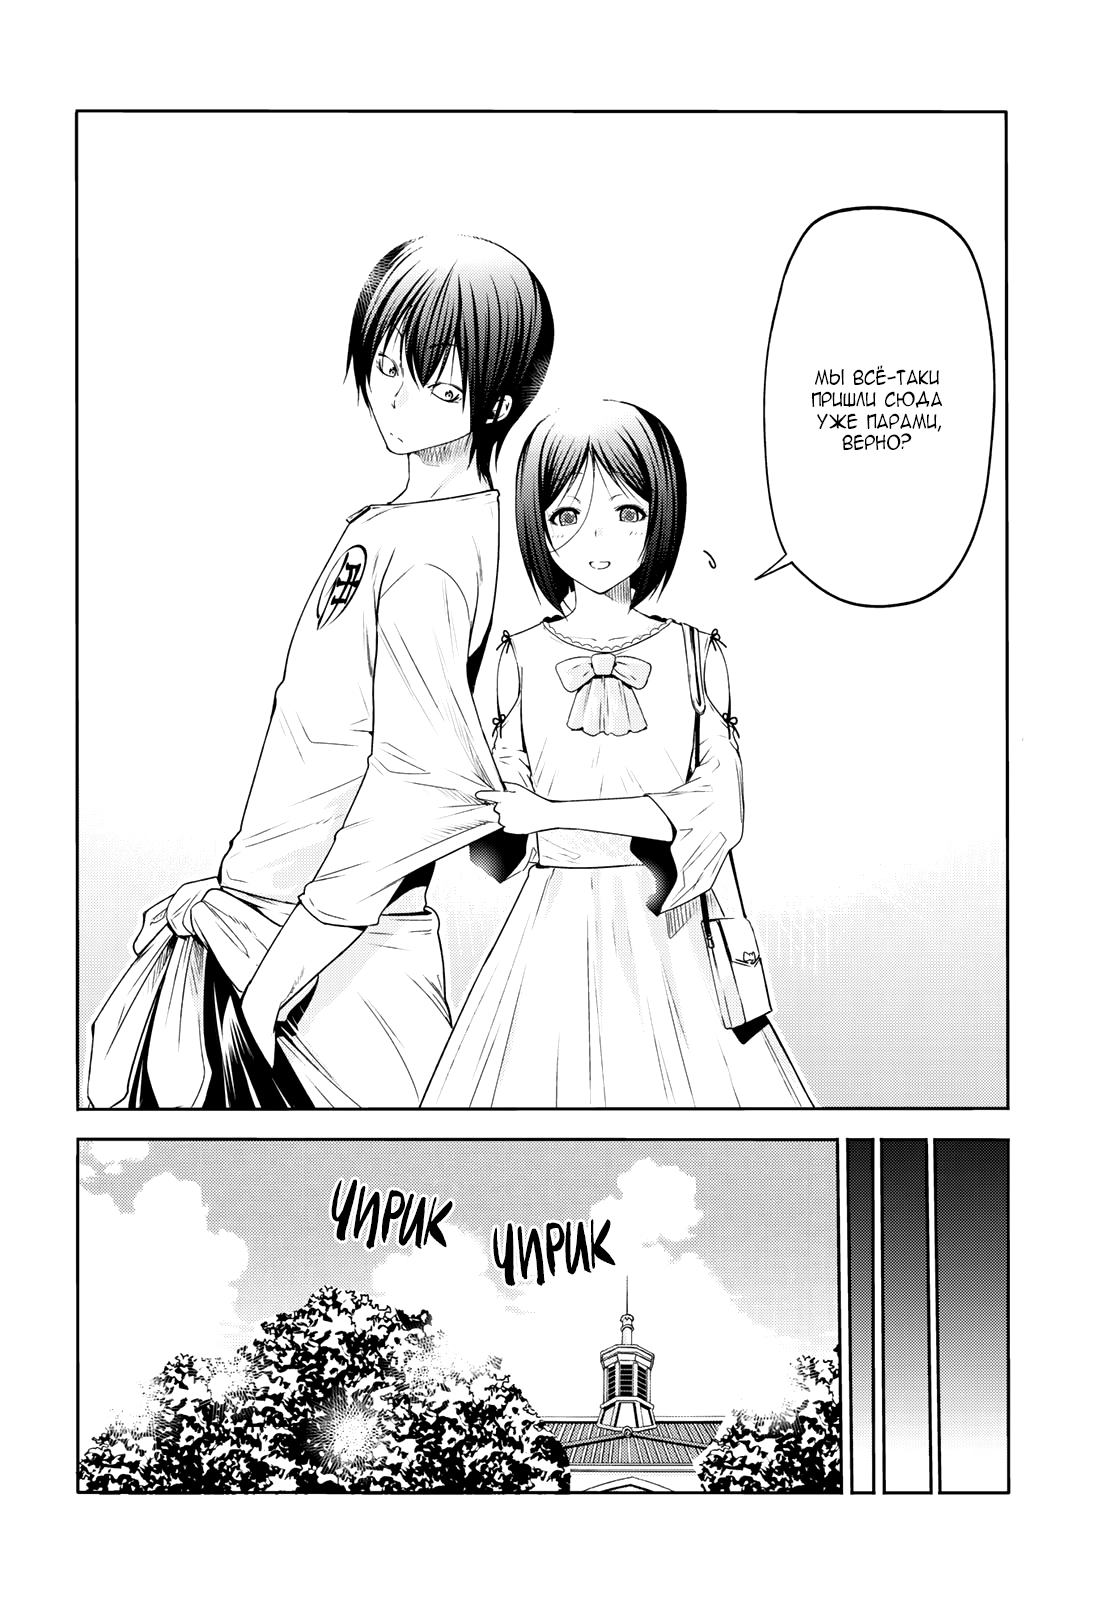 МЫ ВСЁ-ТАКИ
ПРИШЛИ СЮДА
УЖЕ ПАРАМИ,
ВЕРНО?
ЧИРИК
ЧИРИК